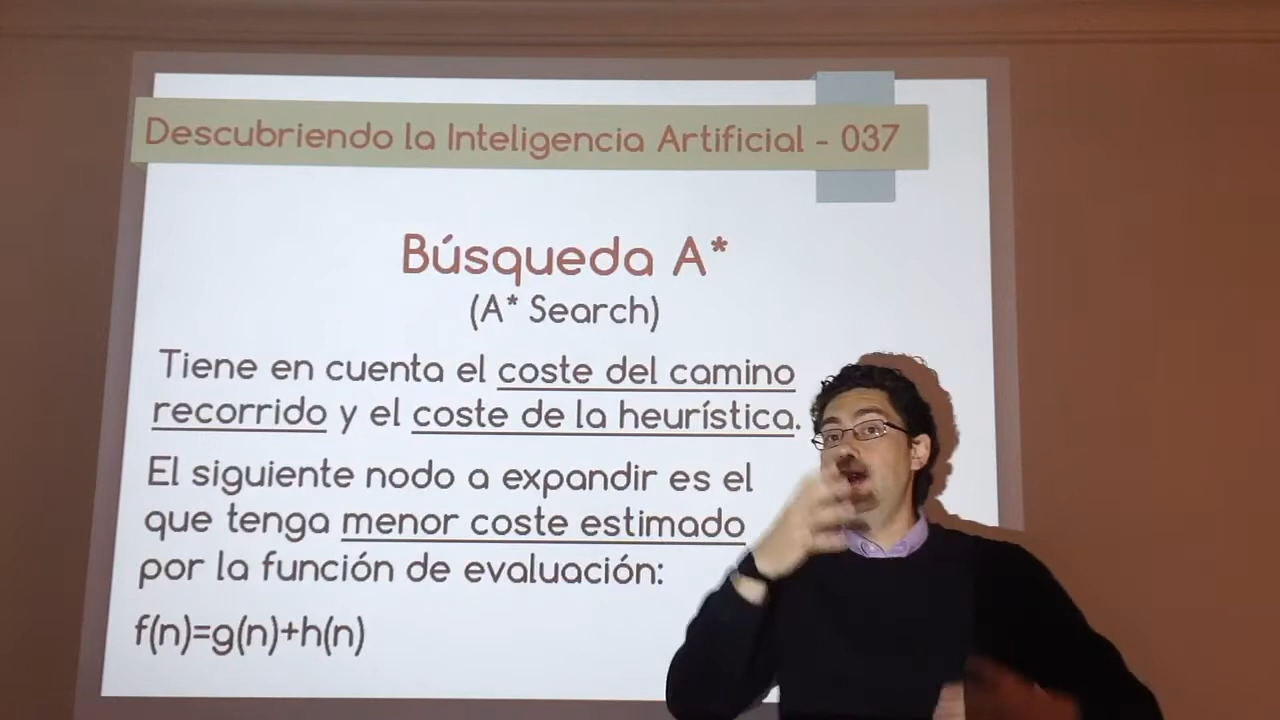 Descubriendo la Inteligencia Artificial - 037
Búsqueda A*
(A* Search)
Tiene en cuenta el coste del camino
recorrido y el coste de la heurística.
El siguiente nodo a expandir es el
que tenga menor coste estimado
por la función de evaluación:
f(n)=g(n)+h(n)